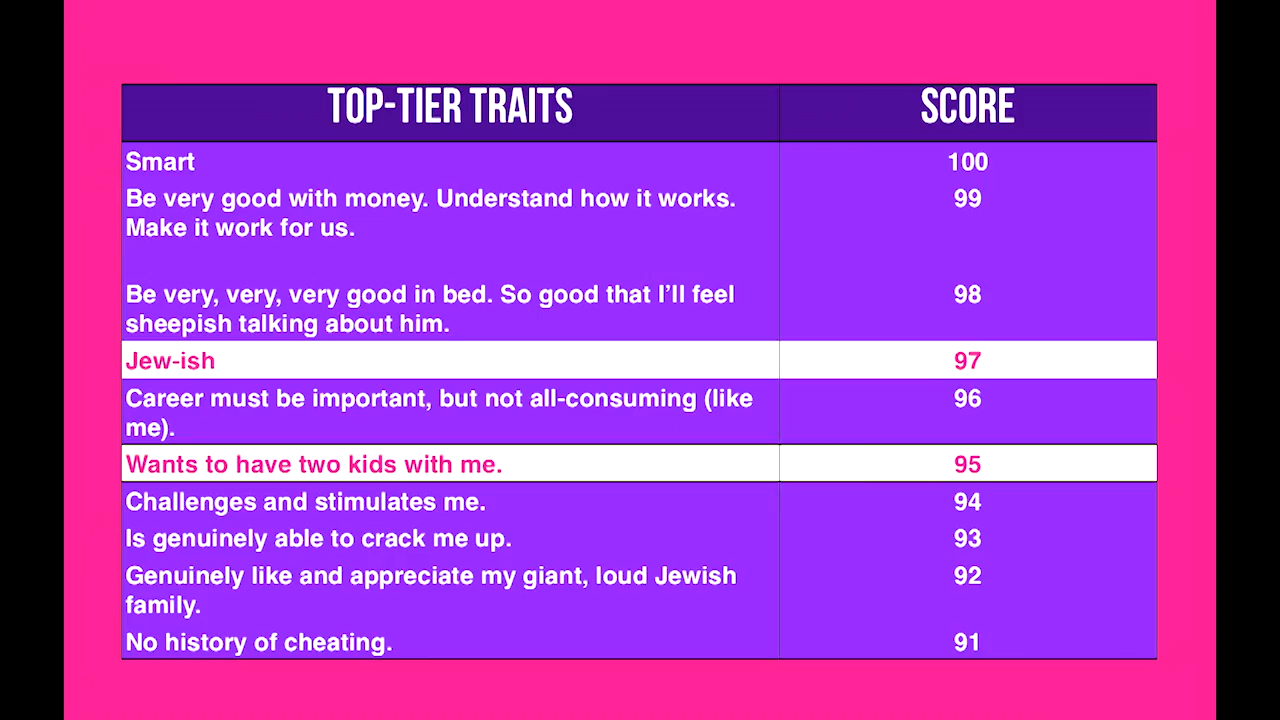 TOP-TIER TRAITS SCORE
Smart 100
Be very good with money. Understand how it works. 99
Make it work for us.
Be very, very, very good in bed. So good that I’ll feel 98
sheepish talking about him.
Jew-ish 97
Career must be important, but not all-consuming (like 96
me).
Wants to have two kids with me. 95
Challenges and stimulates me. 94
Is genuinely able to crack me up. 93
Genuinely like and appreciate my giant, loud Jewish 92
family.
No history of cheating. 91